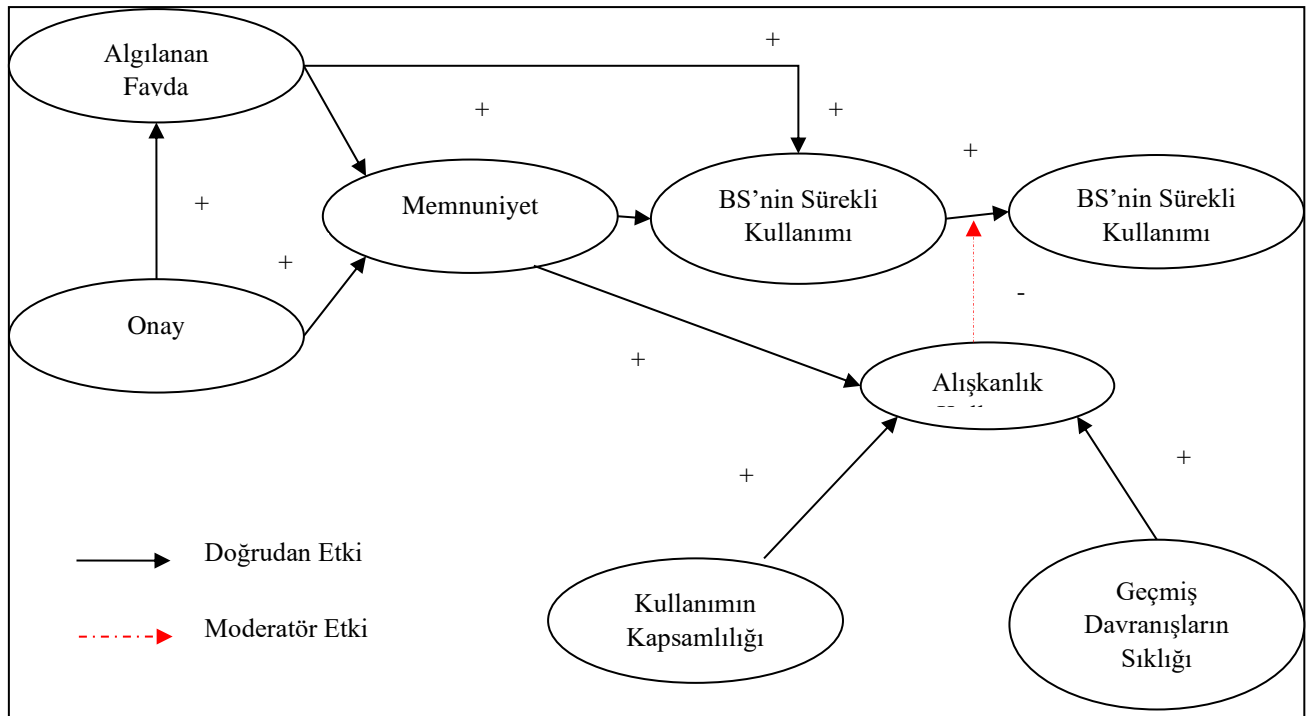 +
Algılanan
Favda
+
+
+
BS’nin Sürekli
Kullanımı
BS’nin Sürekli
Kullanımı
Memnuniyet
+
+
-
Onay
+
Alışkanlık
+
+
Doğrudan Etki
Kullanımın
Kapsamlılığı
Geçmiş
Davranışların
Sıklığı
Moderatör Etki